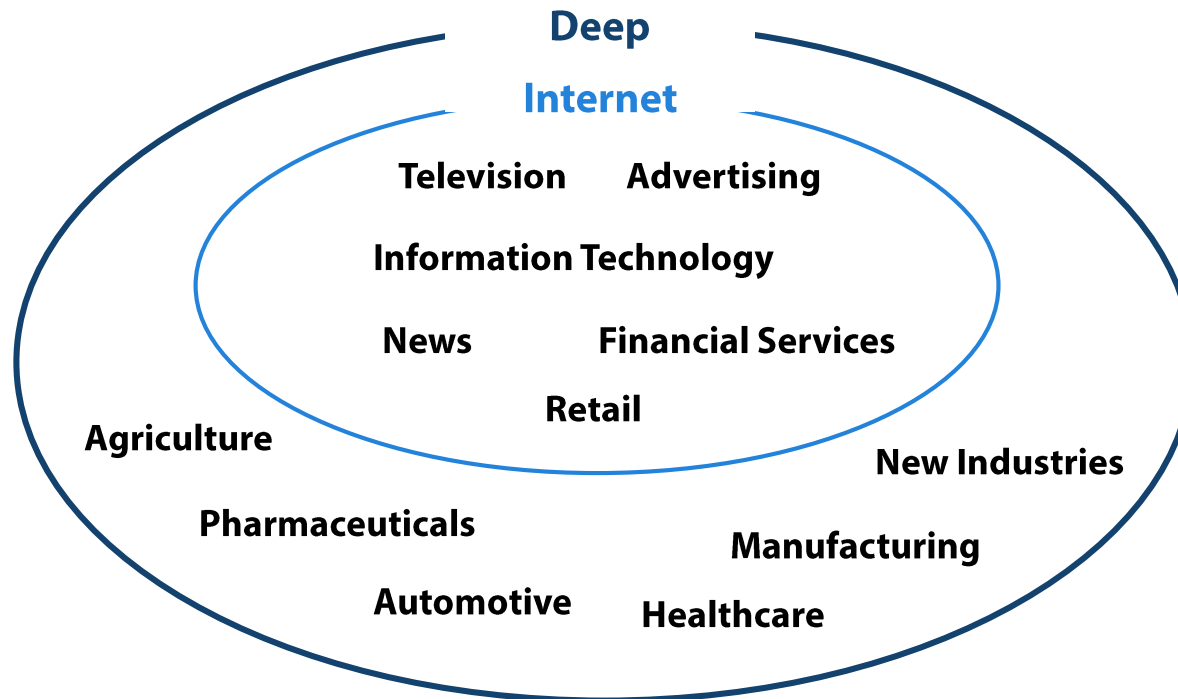 Deep
Internet
Television Advertising
Information Technology
News Financial Services
Retail
Agriculture
New Industries
Pharmaceuticals
Manufacturing
Automotive
Healthcare